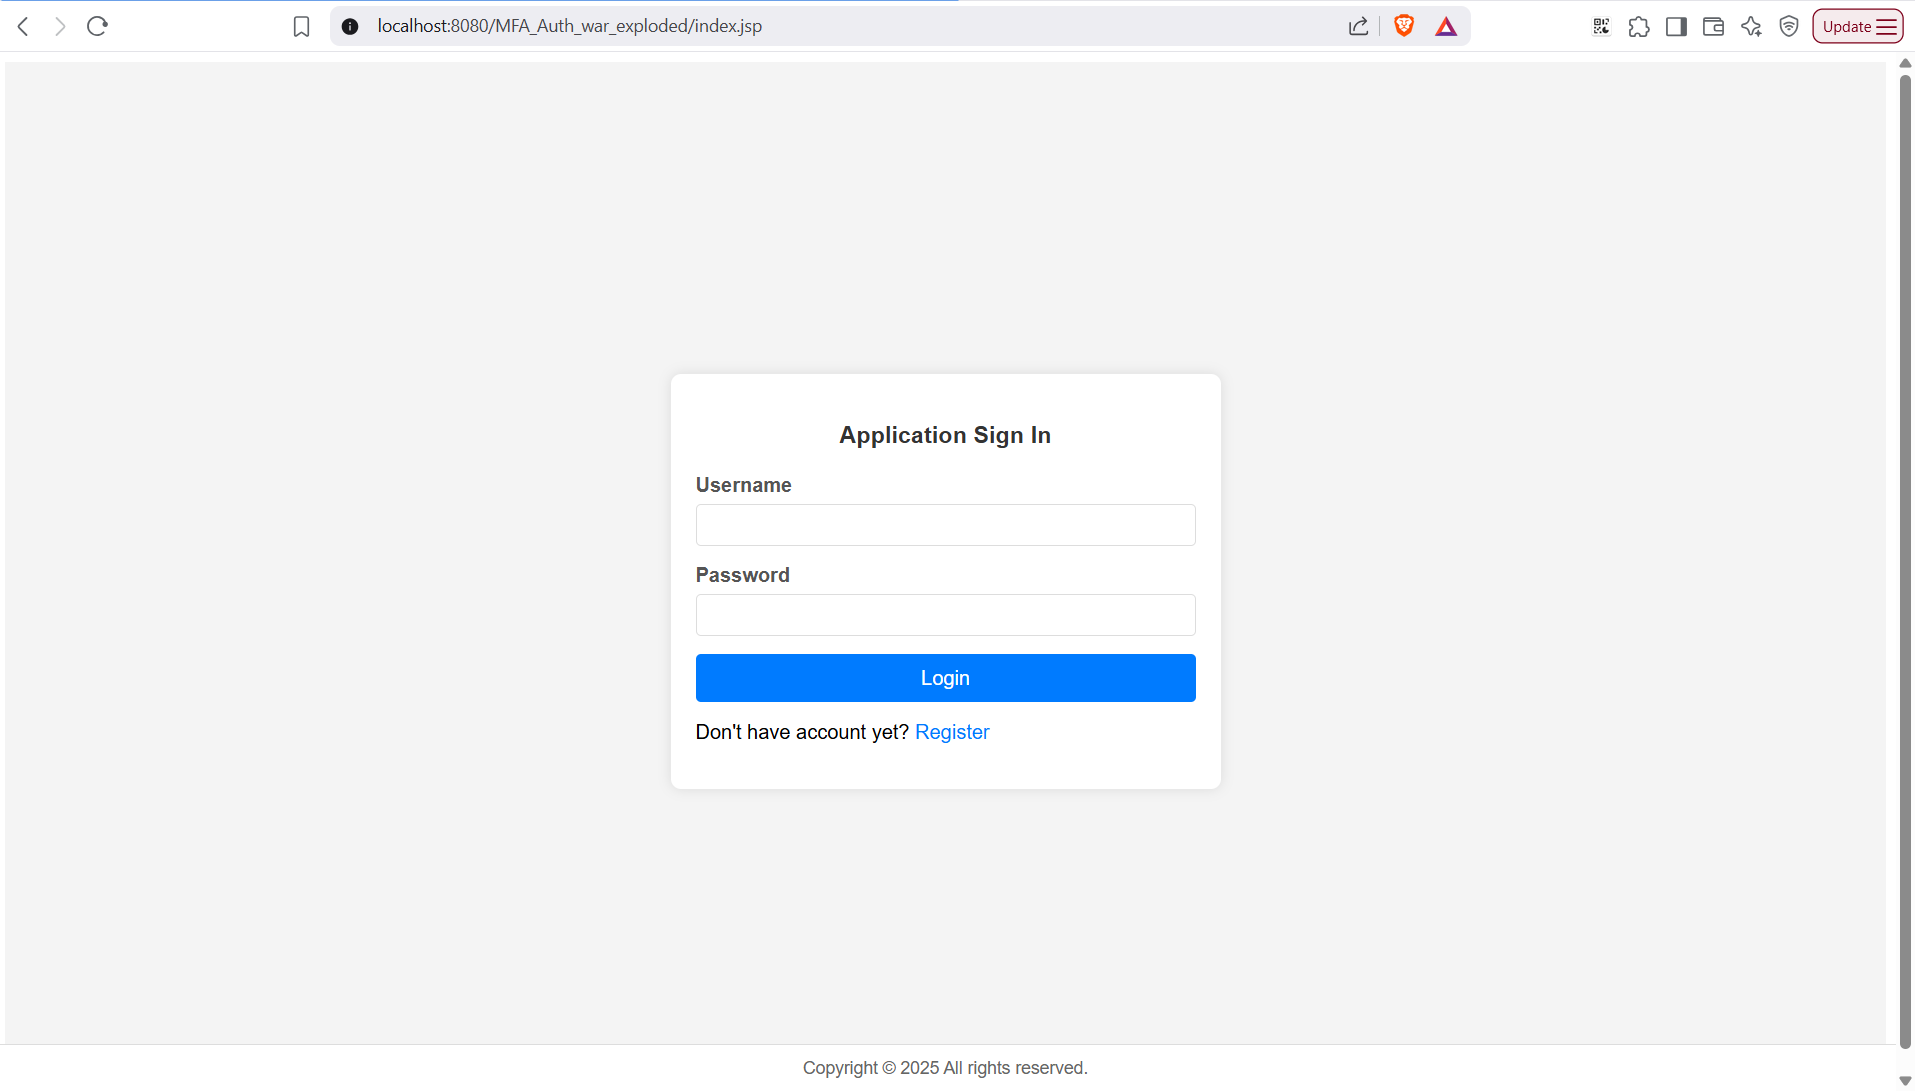 localhost:8080/MFA_Auth_war_exploded/index.jsp
Update
Application Sign In
Username
Password
Login
Don't have account yet? Register
Copyright © 2025 All rights reserved.